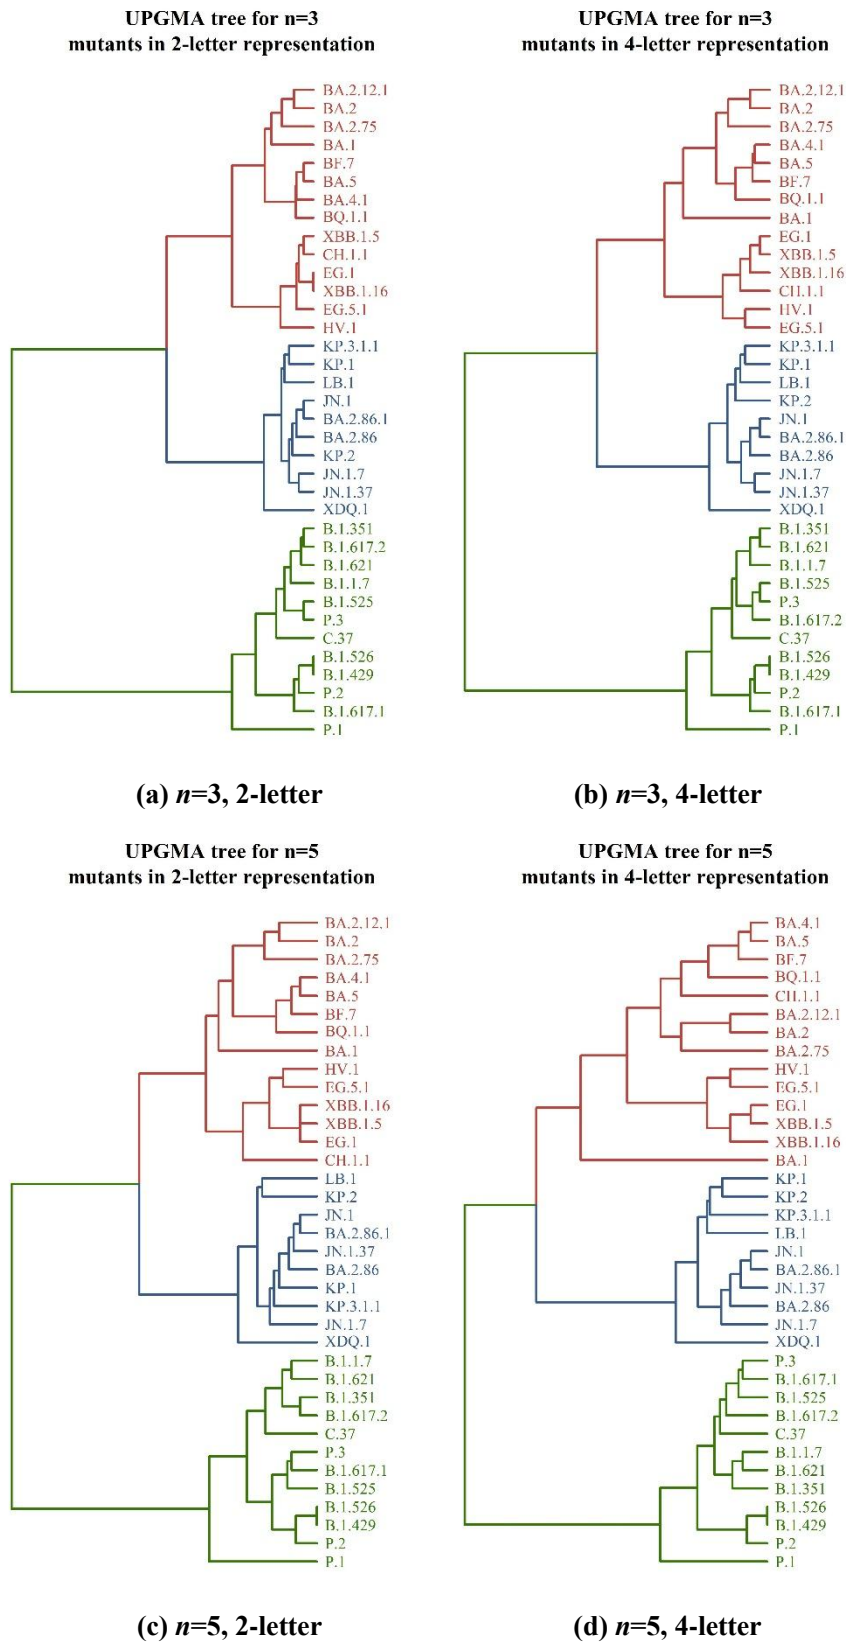 UPGMA tree for n=3
mutants in 2-letter representation
BA.2.12.1
BA.2
BA.2.75
BA.1
BF.7
BA.5
BA.4.1
BQ.1.1
XBB.1.5
CH.1.1
EG.1
XBB.1.16
EG.5.1
HV.1
KP.3.1.1
KP.1
LB.1
JN.1
BA.2.86.1
BA.2.86
KP.2
JN.1.7
JN.1.37
XDQ.1
B.1.351
B.1.617.2
B.1.621
B.1.1.7
B.1.525
P.3
C.37
B.1.526
B.1.429
P.2
B.1.617.1
P.1
(a) n=3, 2-letter
UPGMA tree for n=3
mutants in 4-letter representation
BA.2.12.1
BA.2
BA.2.75
BA.4.1
BA.5
BF.7
BQ.1.1
BA.1
EG.1
XBB.1.5
XBB.1.16
CH.1.1
HV.1
EG.5.1
KP.3.1.1
KP.1
LB.1
KP.2
JN.1
BA.2.86.1
BA.2.86
JN.1.7
JN.1.37
XDQ.1
B.1.351
B.1.621
B.1.1.7
B.1.525
P.3
B.1.617.2
C.37
B.1.526
B.1.429
P.2
B.1.617.1
P.1
(b) n=3, 4-letter
UPGMA tree for n=5
mutants in 2-letter representation
BA.2.12.1
BA.2
BA.2.75
BA.4.1
BA.5
BF.7
BQ.1.1
BA.1
HV.1
EG.5.1
XBB.1.16
XBB.1.5
EG.1
CH.1.1
LB.1
KP.2
JN.1
BA.2.86.1
JN.1.37
BA.2.86
KP.1
KP.3.1.1
JN.1.7
XDQ.1
B.1.1.7
B.1.621
B.1.351
B.1.617.2
C.37
P.3
B.1.617.1
B.1.525
B.1.526
B.1.429
P.2
P.1
(c) n=5, 2-letter
UPGMA tree for n=5
mutants in 4-letter representation
BA.4.1
BA.5
BF.7
BQ.1.1
CH.1.1
BA.2.12.1
BA.2
BA.2.75
HV.1
EG.5.1
EG.1
XBB.1.5
XBB.1.16
BA.1
KP.1
KP.2
KP.3.1.1
LB.1
JN.1
BA.2.86.1
JN.1.37
BA.2.86
JN.1.7
XDQ.1
P.3
B.1.617.1
B.1.525
B.1.617.2
C.37
B.1.1.7
B.1.621
B.1.351
B.1.526
B.1.429
P.2
P.1
(d) n=5, 4-letter